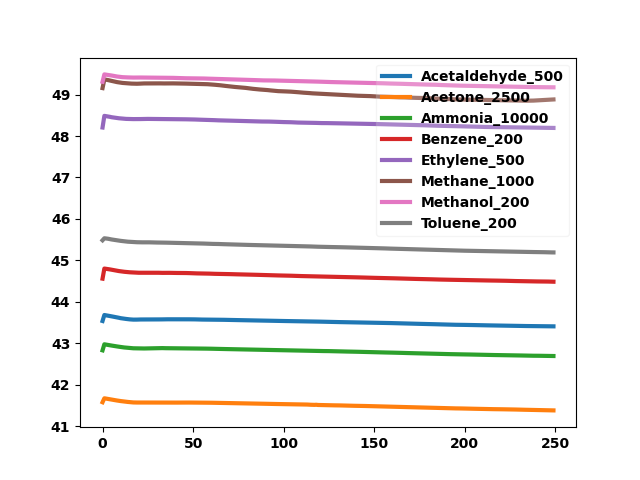 49
48
47
46
45
44
43
42
41
0
50
100
150
200
250
Acetaldehyde_500
Acetone_2500
Ammonia_10000
Benzene_200
Ethylene_500
Methane_1000
Methanol_200
Toluene_200